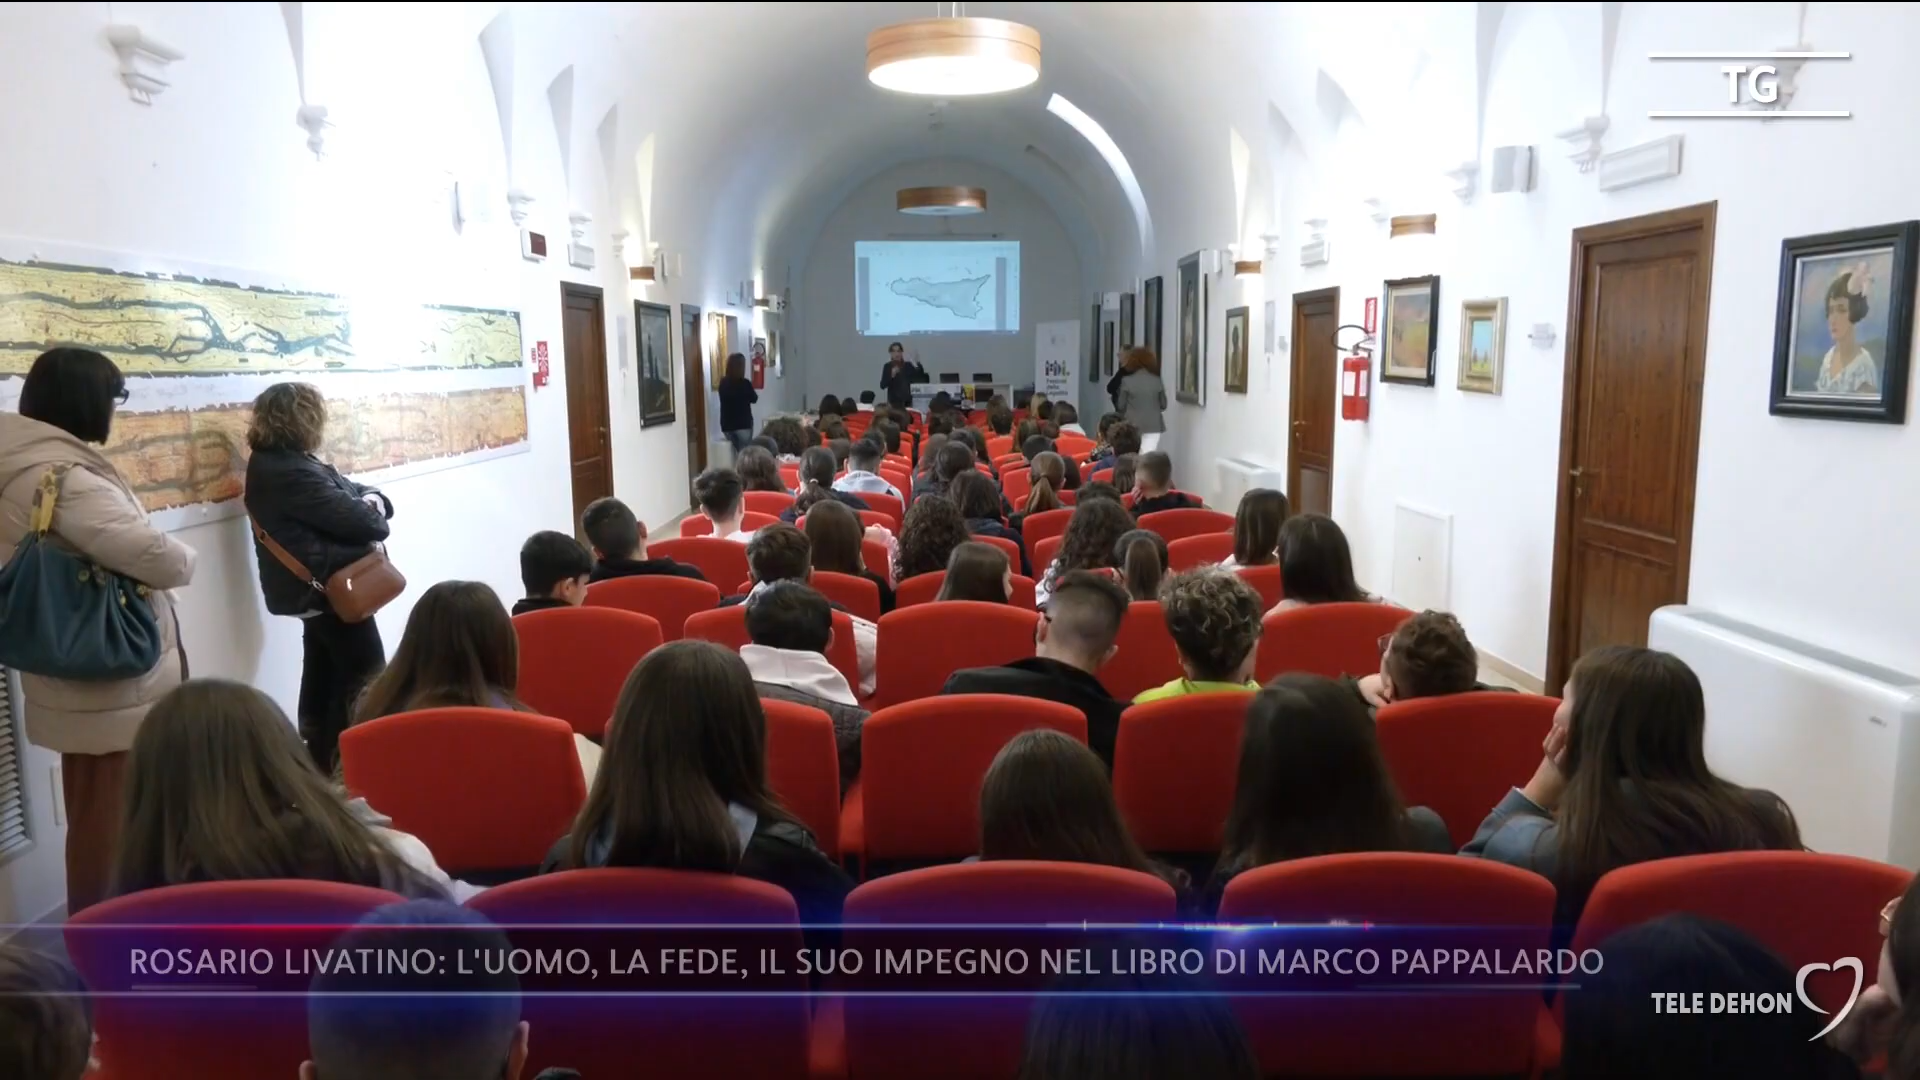 TG
ROSARIO LIVATINO: L'UOMO, LA FEDE, IL SUO IMPEGNO NEL LIBRO DI MARCO PAPPALARDO
TELE DEHON